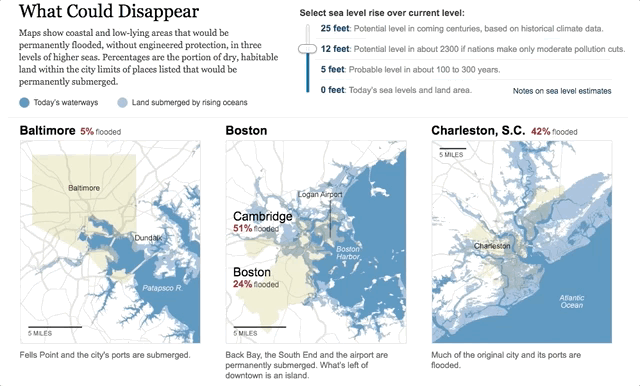 What Could Disappear
Maps show coastal and low-lying areas that would be
permanently flooded, without engineered protection, in three
levels of higher seas. Percentages are the portion of dry, habitable
land within the city limits of places listed that would be
permanently submerged.
Today's waterways
Land submerged by rising oceans
Select sea level rise over current level:
25 feet: Potential level in coming centuries, based on historical climate data.
12 feet: Potential level in about 2300 if nations make only moderate pollution cuts.
5 feet: Probable level in about 100 to 300 years.
0 feet: Today's sea levels and land area.
Notes on sea level estimates
Baltimore 5% flooded
Baltimore
Dundalk
Patapsco R.
5 MILES
Fells Point and the city's ports are submerged.
Boston
Logan Airport
Cambridge
51% flooded
Boston
Harbor
Boston
24% flooded
5 MILES
Back Bay, the South End and the airport are
permanently submerged. What's left of
downtown is an island.
Charleston, S.C. 42% flooded
5 MILES
Charleston
Atlantic
Ocean
Much of the original city and its ports are
flooded.